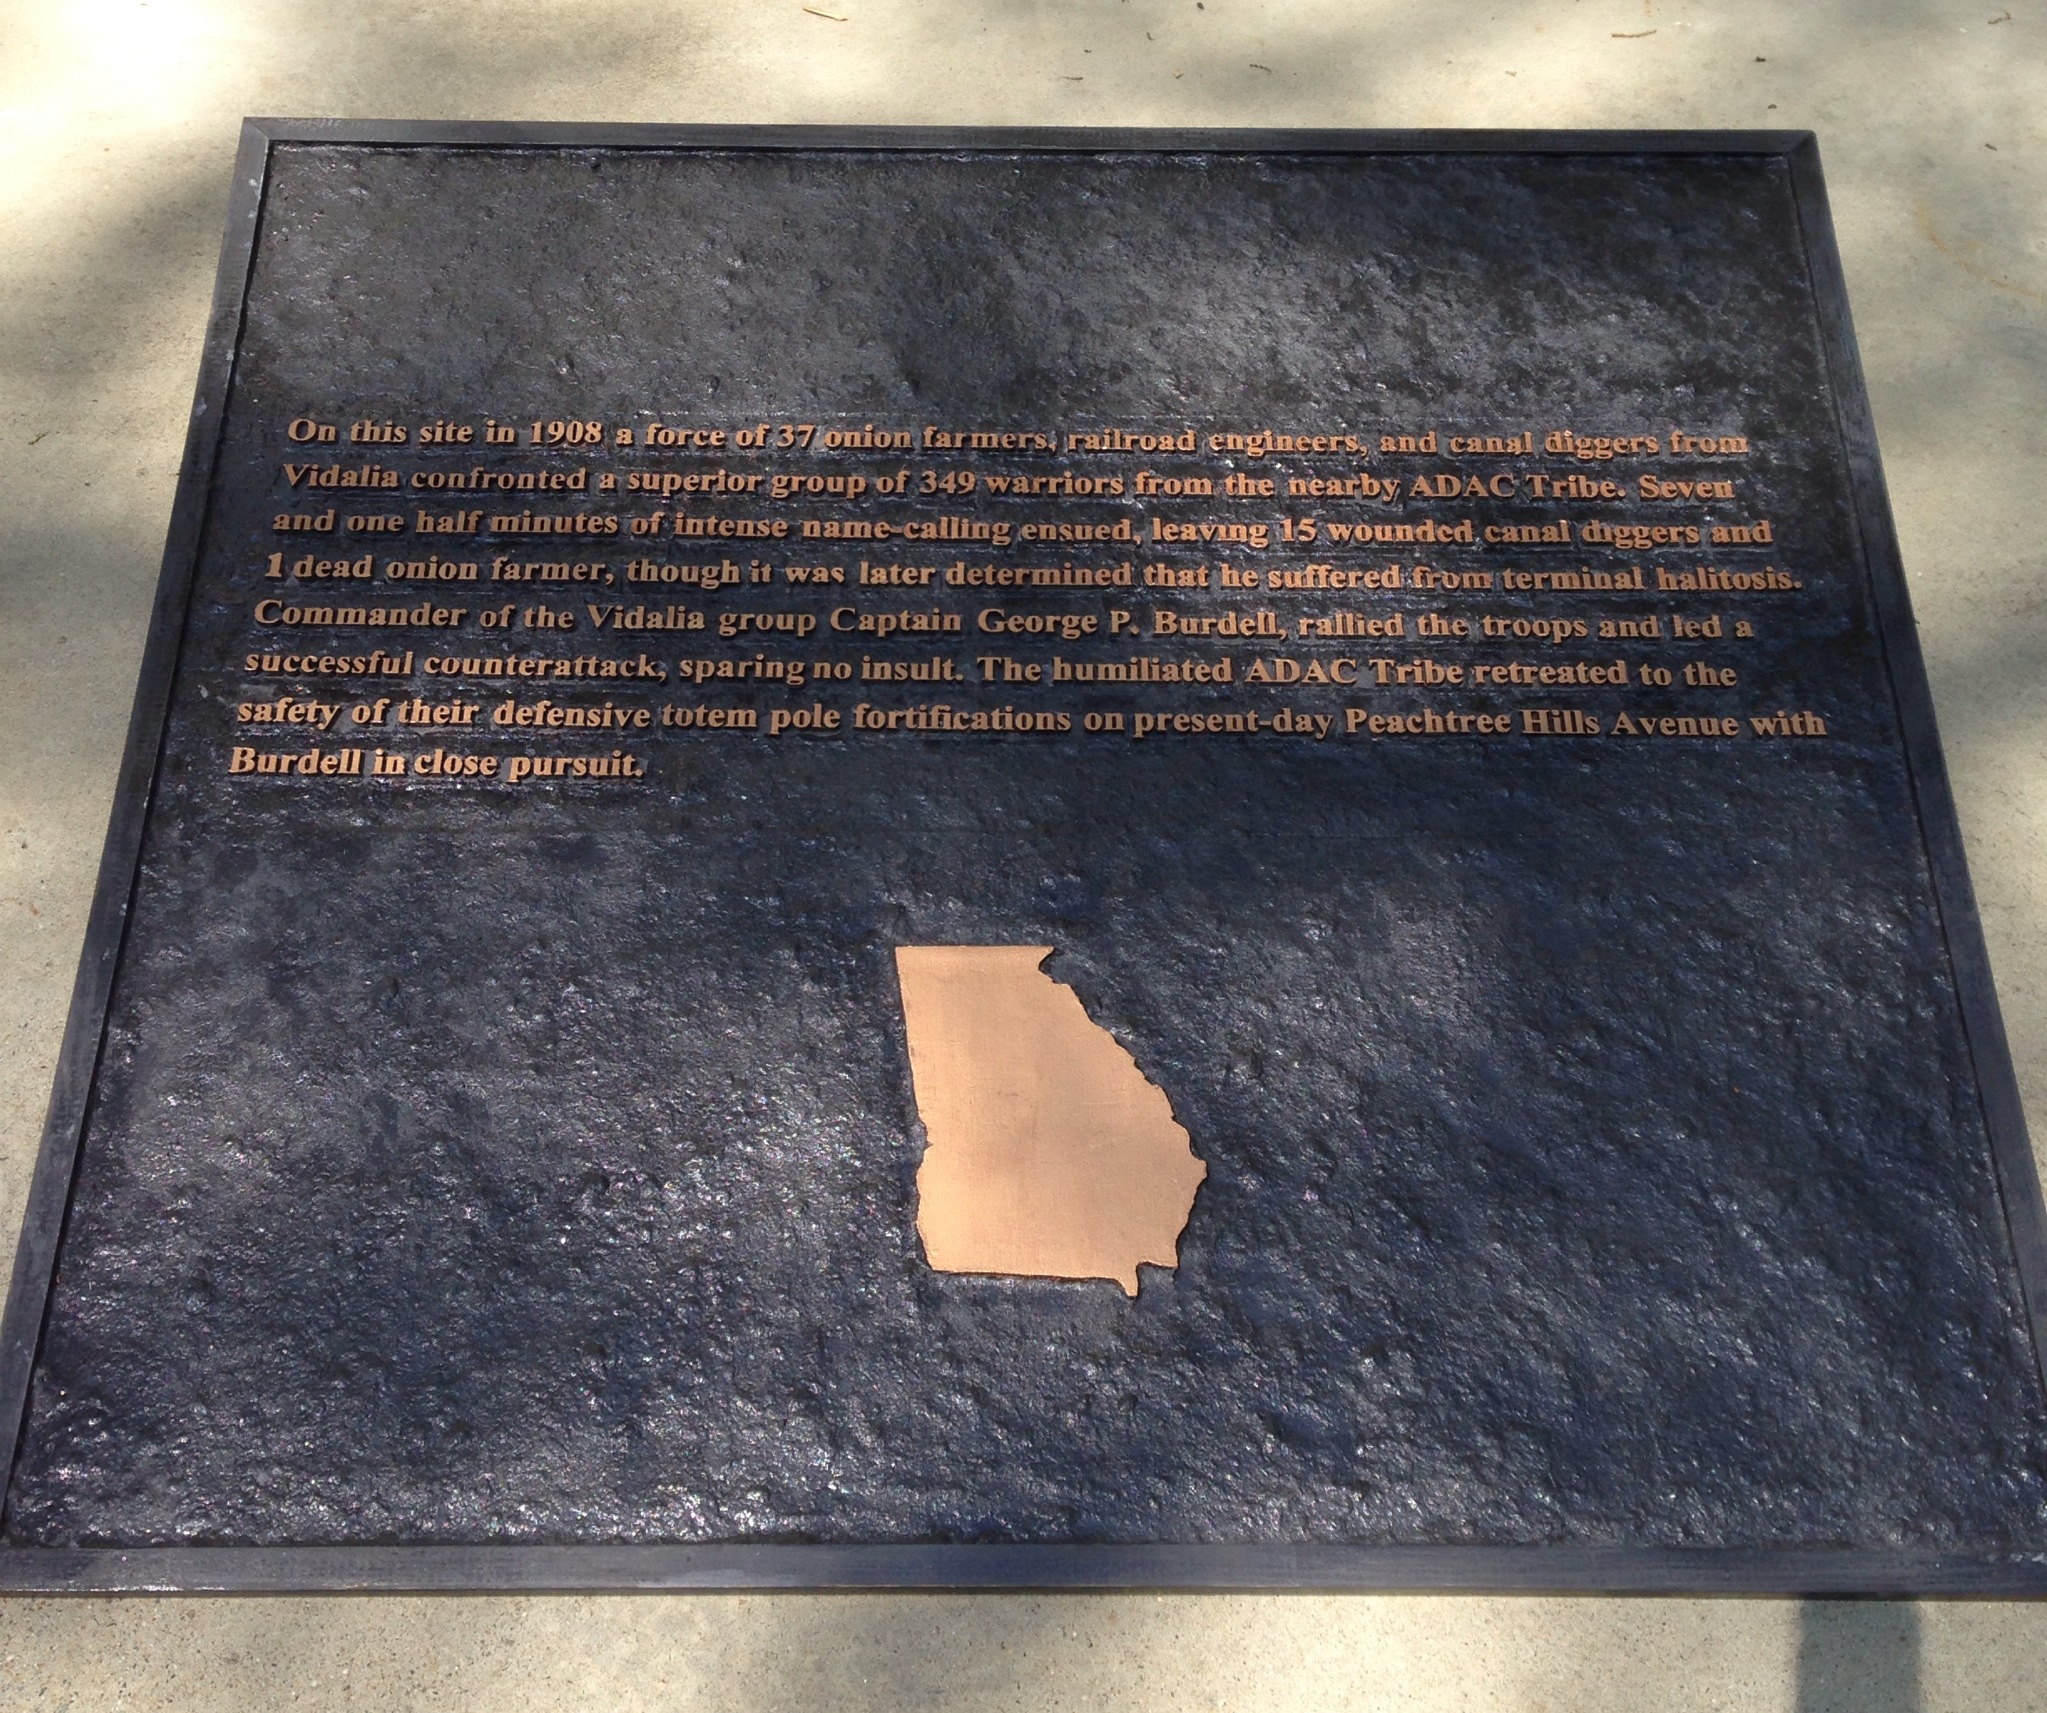 On this site in 1908 a force of 37 onion farmers, railroad engineers, and canal diggers from
Vidalia confronted a superior group of 349 warriors from the nearby ADAC Tribe. Seven
and one half minutes of intense name-calling ensued, leaving 15 wounded canal diggers and
1 dead onion farmer, though it was later determined that he suffered from terminal halitosis.
Commander of the Vidalia group Captain George P. Burdell, rallied the troops and led a
successful counterattack, sparing no insult. The humiliated ADAC Tribe retreated to the
safety of their defensive totem pole fortifications on present-day Peachtree Hills Avenue with
Burdell in close pursuit.